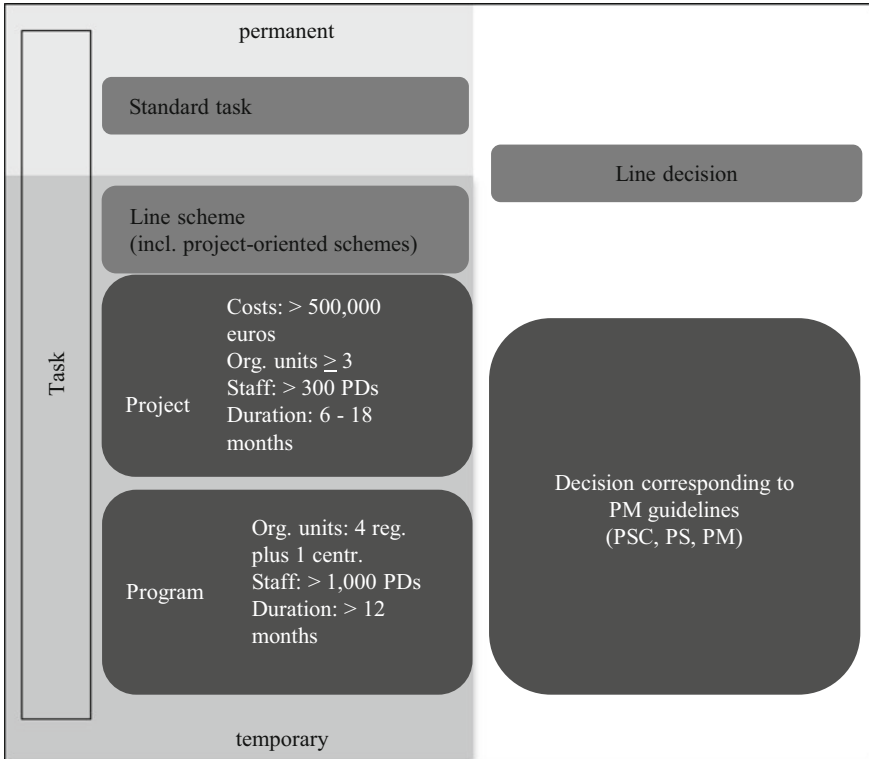 permanent
Standard task
Line decision
Line scheme
(incl. project-oriented schemes)
Task
Project
Costs: > 500,000
euros
Org. units ≥ 3
Staff: > 300 PDs
Duration: 6 - 18
months
Program
Org. units: 4 reg.
plus 1 centr.
Staff: > 1,000 PDs
Duration: > 12
months
Decision corresponding to
PM guidelines
(PSC, PS, PM)
temporary